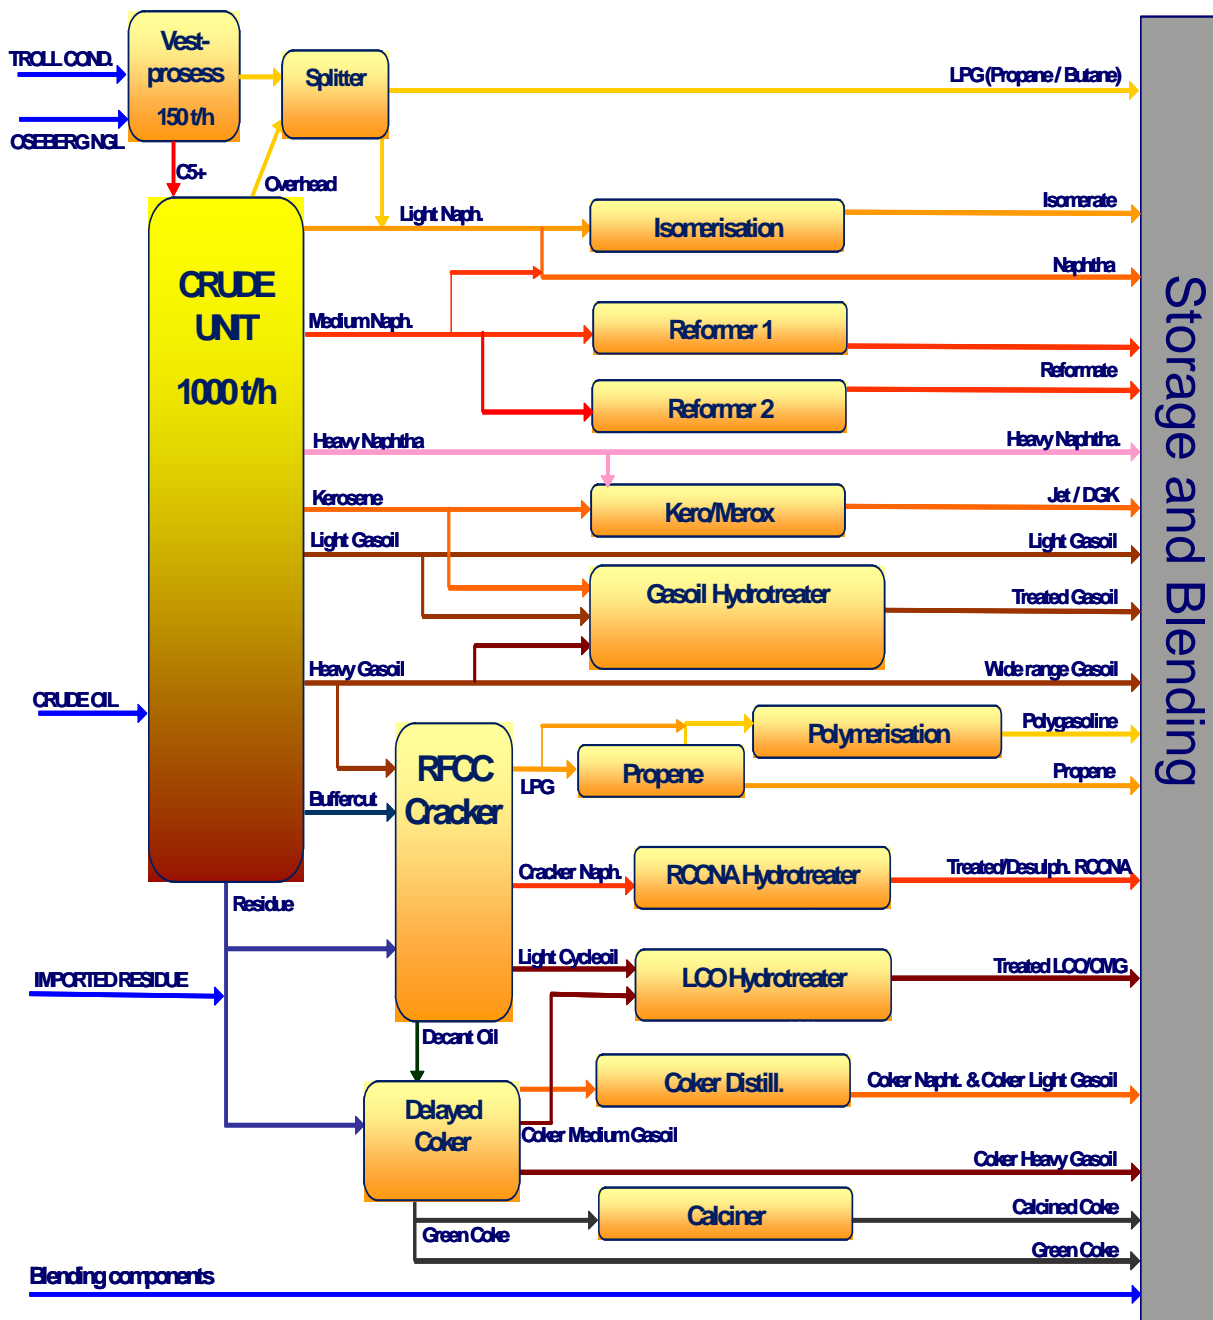 Vest-
prosess
150 t/h
TROLL COND.
OSEBERG NGL
Splitter
LPG (Propane / Butane)
C5+
Overhead
Light Naph.
Isomerisation
Isomerate
Naphtha
CRUDE
UNIT
1000 t/h
Medium Naph.
Reformer 1
Reformate
Reformer 2
Heavy Naphtha
Heavy Naphtha.
Kerosene
Kero/Merox
Jet / DGK
Light Gasoil
Light Gasoil
Gasoil Hydrotreater
Treated Gasoil
Heavy Gasoil
Wide range Gasoil
CRUDE OIL
RFCC
Cracker
LPG
Propene
Polymerisation
Polygasoline
Propene
Buffercut
Cracker Naph.
RCCNA Hydrotreater
Treated/Desulph. RCCNA
Residue
Light Cycleoil
LCO Hydrotreater
Treated LCO/CMG
IMPORTED RESIDUE
Decant Oil
Delayed
Coker
Coker Distill.
Coker Napht. & Coker Light Gasoil
Coker Medium Gasoil
Coker Heavy Gasoil
Calciner
Calcined Coke
Green Coke
Green Coke
Blending components
Storage and Blending